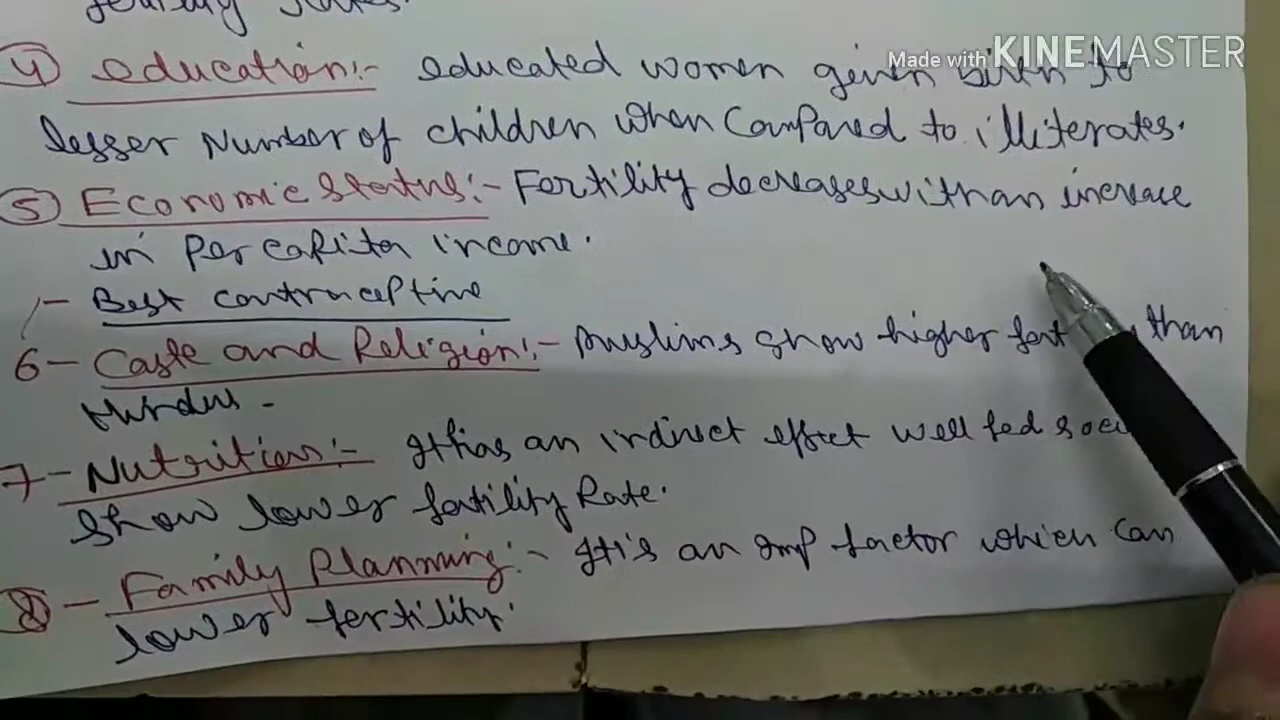 fertility rates.
Made with KINEMASTER
4) education:- educated women given birth to
lesser Number of children when compared to illiterates.
5) Economic Status:- Fertility decreases with an increase
in Per capita income.
- Best contraceptive
6- Caste and Religion:- Muslims show higher fert than
Hindus -
7- Nutrition:- It has an indirect effect well fed soci
show lower fertility Rate.
8- Family Planning:- It is an Imp factor which can
lower fertility.